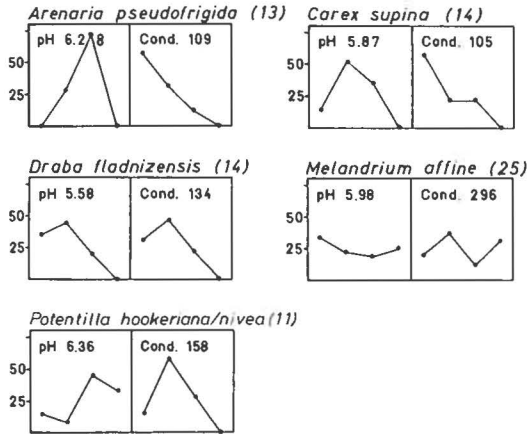 Arenaria pseudofrigida (13)
pH 6.28 Cond. 109
50
25
Carex supina (14)
pH 5.87 Cond. 105
50
25
Draba fladnizensis (14)
pH 5.58 Cond. 134
50
25
Melandrium affine (25)
pH 5.98 Cond. 296
50
25
Potentilla hookeriana/nivea (11)
pH 6.36 Cond. 158
50
25